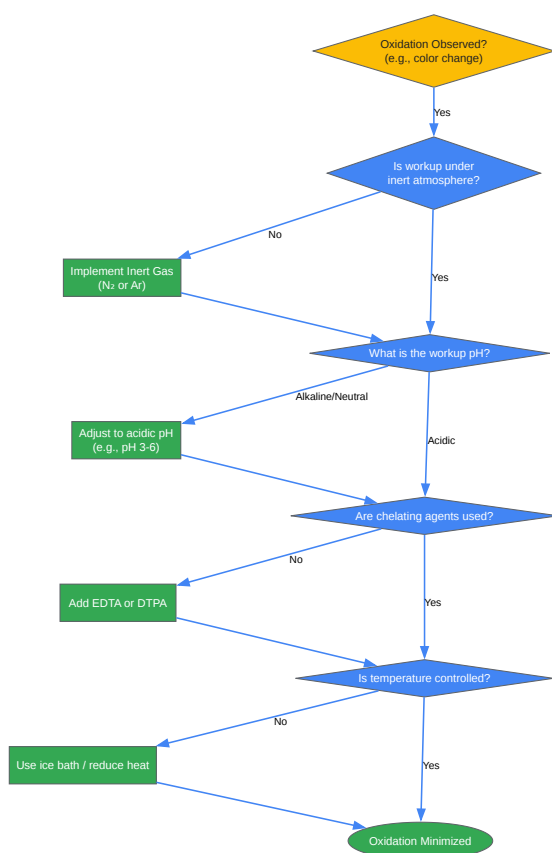 Oxidation Observed?
(e.g., color change)
Yes
Is workup under
inert atmosphere?
No
Implement Inert Gas
(N₂ or Ar)
Yes
What is the workup pH?
Alkaline/Neutral
Adjust to acidic pH
(e.g., pH 3-6)
Acidic
Are chelating agents used?
No
Add EDTA or DTPA
Yes
Is temperature controlled?
No
Use ice bath / reduce heat
Yes
Oxidation Minimized